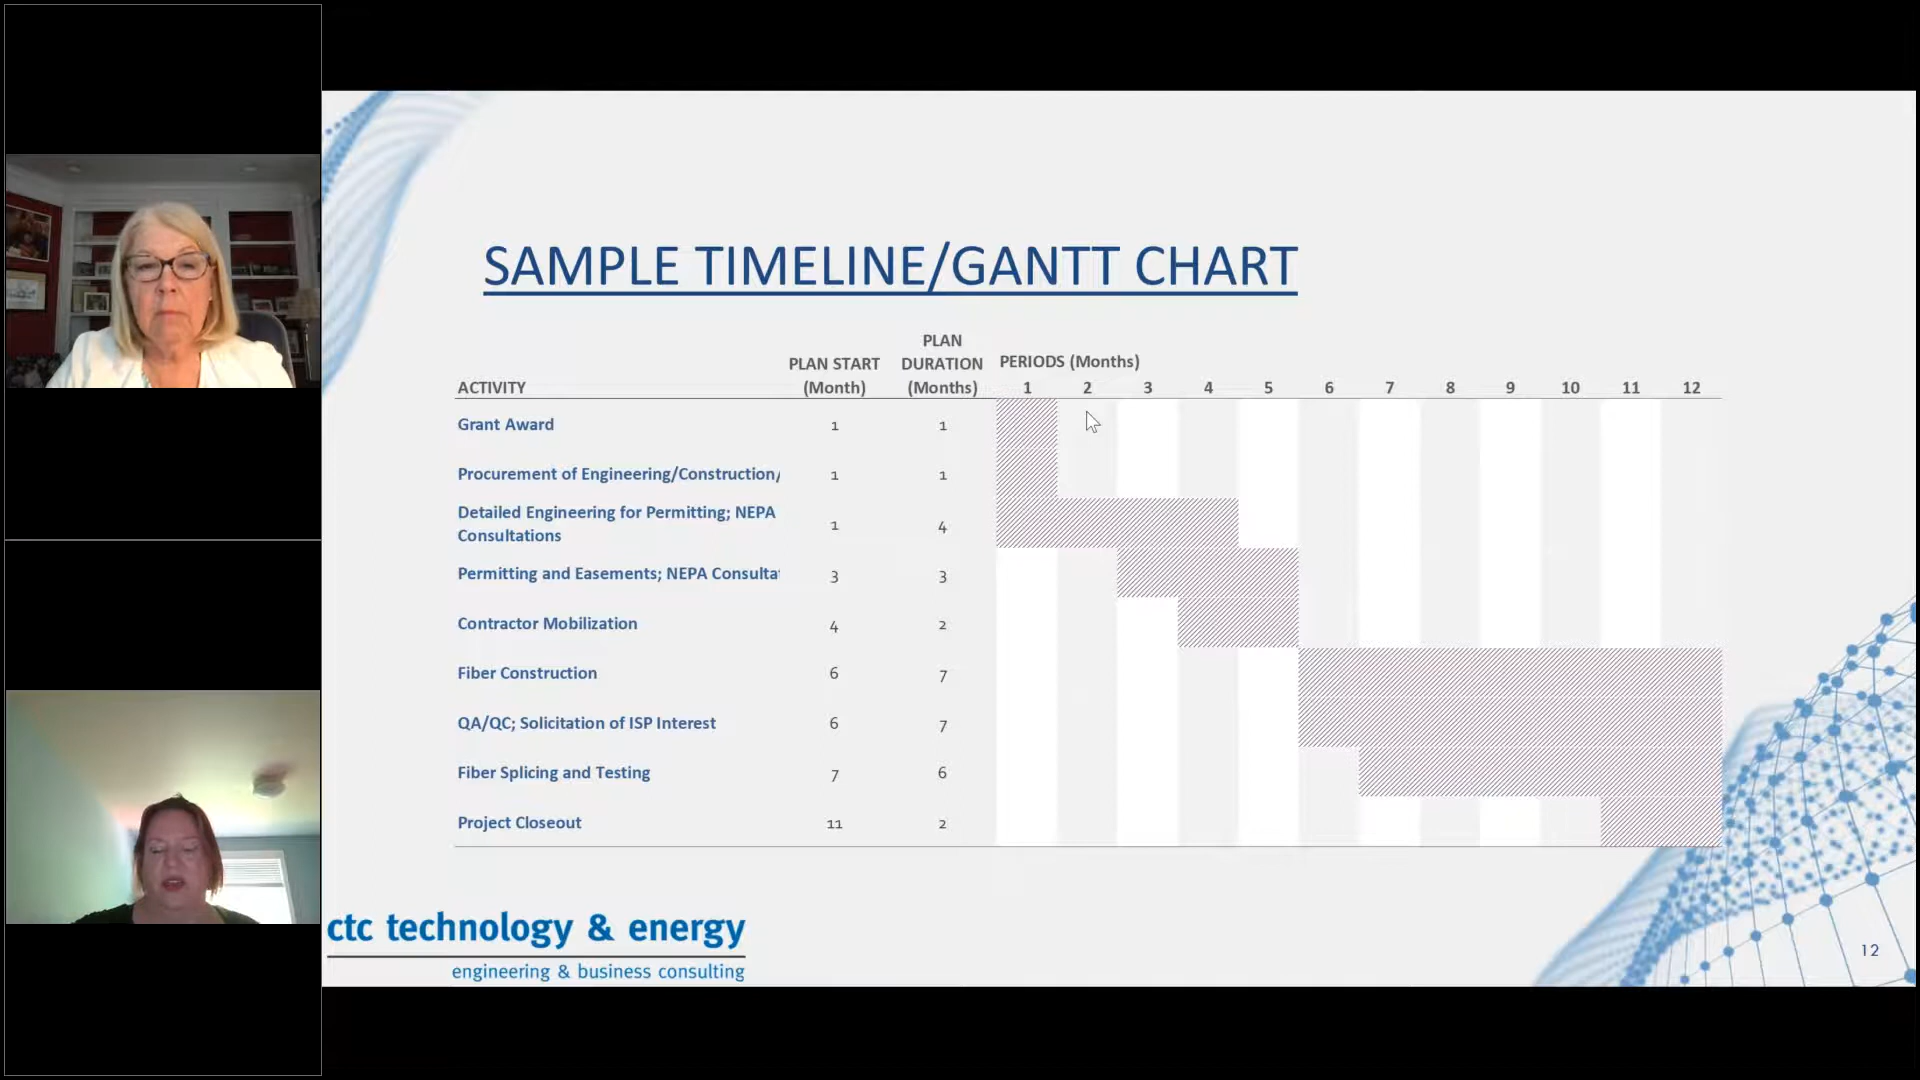 SAMPLE TIMELINE/GANTT CHART
ACTIVITY PLAN START (Month) PLAN DURATION (Months) PERIODS (Months)
1 2 3 4 5 6 7 8 9 10 11 12
Grant Award 1 1
Procurement of Engineering/Construction/ 1 1
Detailed Engineering for Permitting; NEPA
Consultations 1 4
Permitting and Easements; NEPA Consulta 3 3
Contractor Mobilization 4 2
Fiber Construction 6 7
QA/QC; Solicitation of ISP Interest 6 7
Fiber Splicing and Testing 7 6
Project Closeout 11 2
ctc technology & energy
engineering & business consulting
12